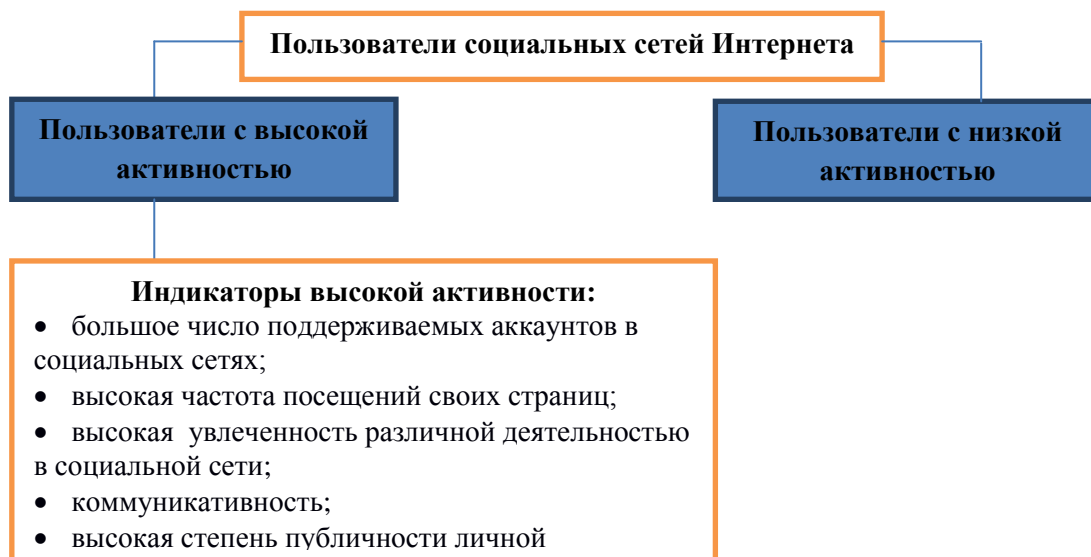 Пользователи социальных сетей Интернета
Пользователи с высокой
активностью
Пользователи с низкой
активностью
Индикаторы высокой активности:
• большое число поддерживаемых аккаунтов в
социальных сетях;
• высокая частота посещений своих страниц;
• высокая увлеченность различной деятельностью
в социальной сети;
• коммуникативность;
• высокая степень публичности личной